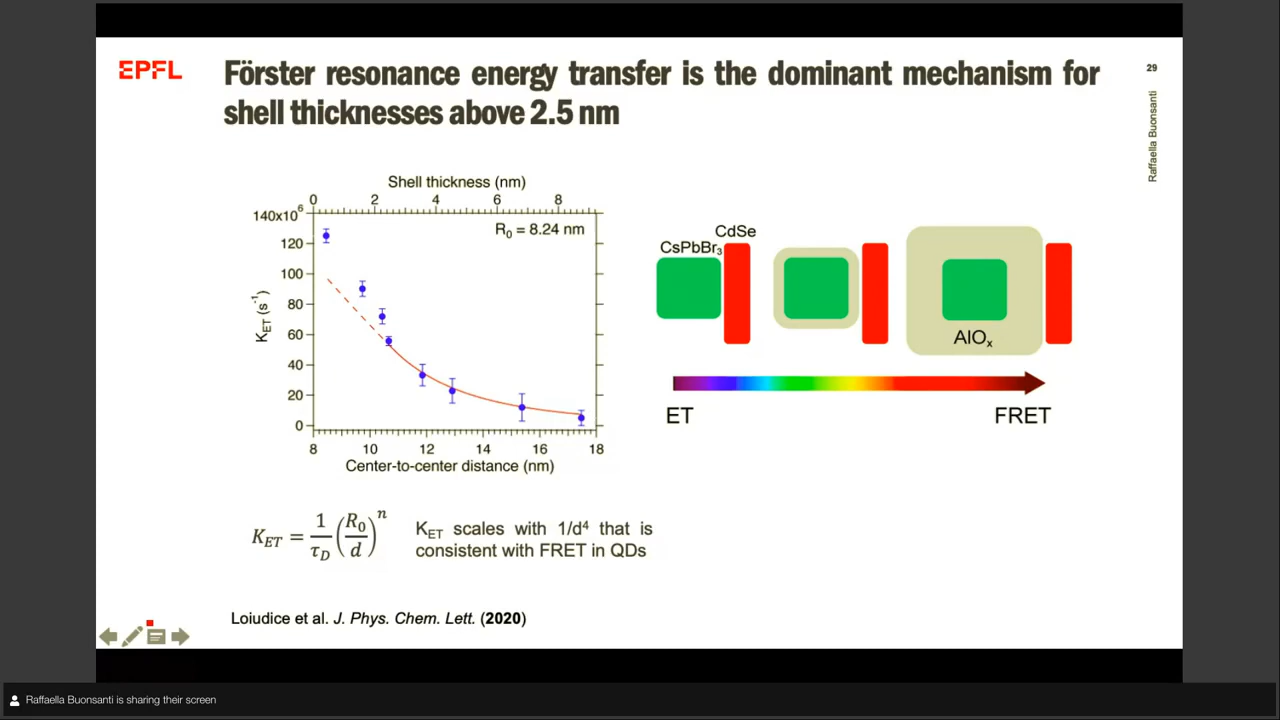 EPFL
Förster resonance energy transfer is the dominant mechanism for
shell thicknesses above 2.5 nm
29
Raffaella Buonsanti
Shell thickness (nm)
0 2 4 6 8
140x10⁶
120
100
80
60
40
20
0
K_ET (s⁻¹)
R₀ = 8.24 nm
8 10 12 14 16 18
Center-to-center distance (nm)
CdSe
CsPbBr₃
AlOₓ
ET FRET
K_ET = 1/τ_D (R₀/d)ⁿ
K_ET scales with 1/d⁴ that is
consistent with FRET in QDs
Loiudice et al. J. Phys. Chem. Lett. (2020)
Raffaella Buonsanti is sharing their screen